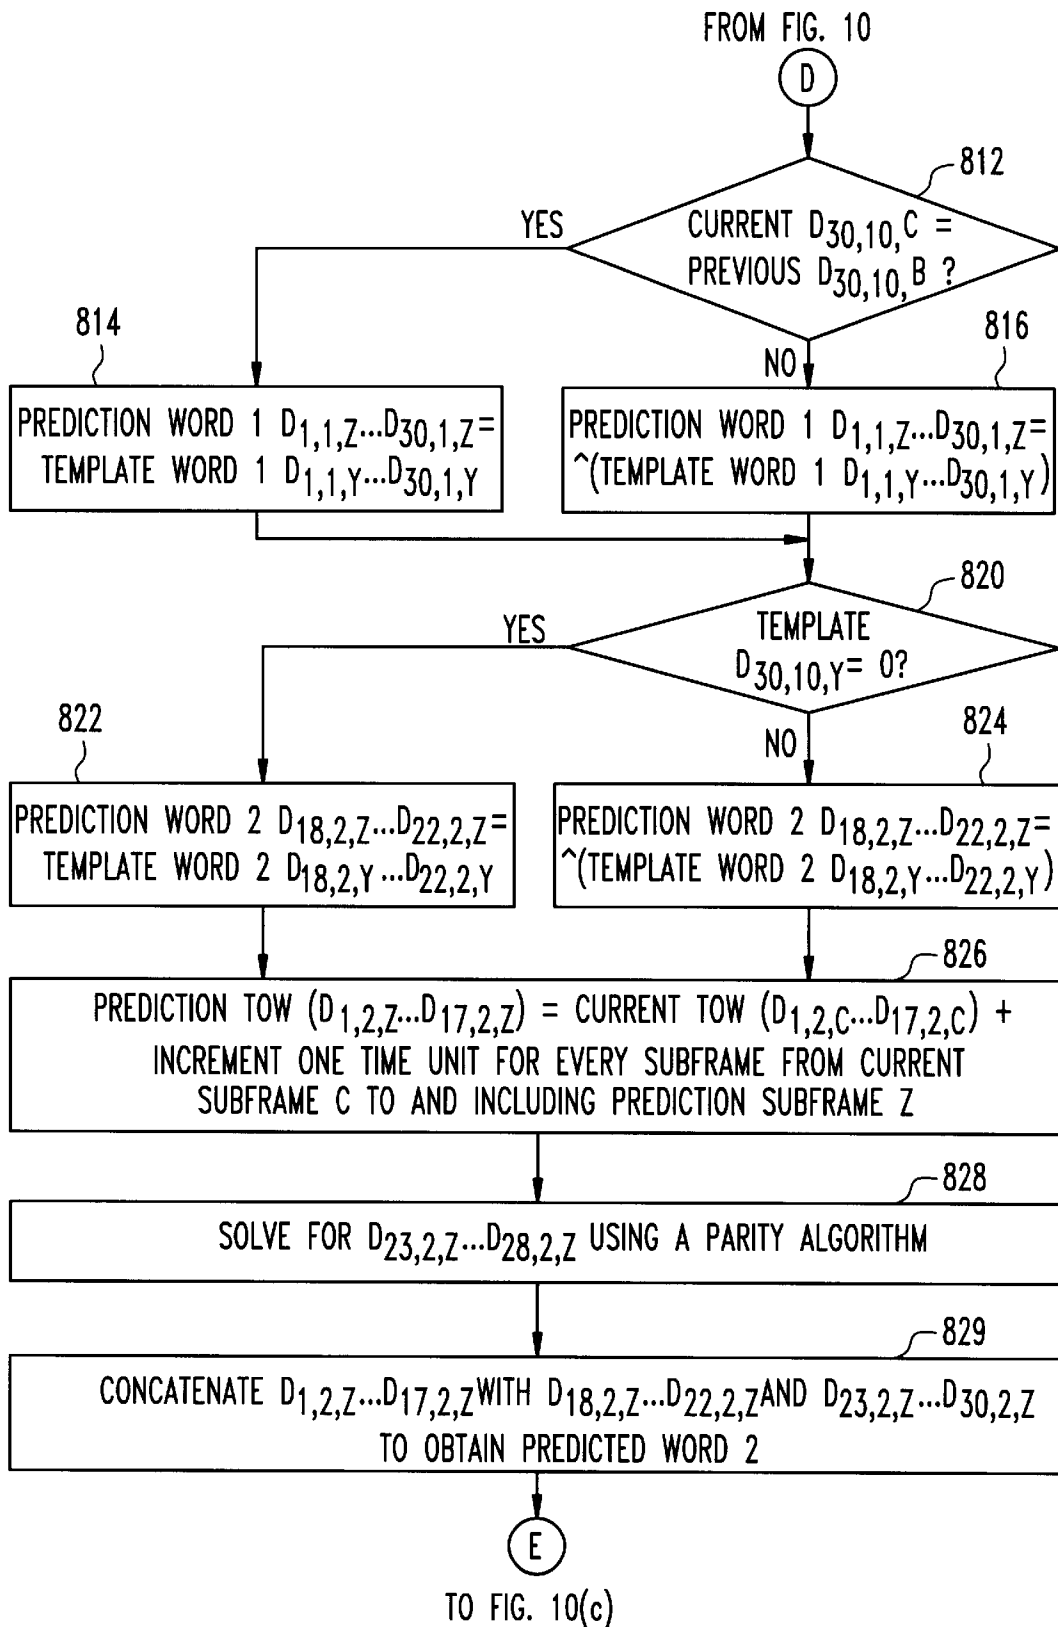 FROM FIG. 10
D
812
CURRENT D30,10,C =
PREVIOUS D30,10,B ?
YES
NO
814
PREDICTION WORD 1 D1,1,Z...D30,1,Z=
TEMPLATE WORD 1 D1,1,Y...D30,1,Y
816
PREDICTION WORD 1 D1,1,Z...D30,1,Z=
^(TEMPLATE WORD 1 D1,1,Y...D30,1,Y)
820
TEMPLATE
D30,10,Y= 0?
YES
NO
822
PREDICTION WORD 2 D18,2,Z...D22,2,Z=
TEMPLATE WORD 2 D18,2,Y...D22,2,Y
824
PREDICTION WORD 2 D18,2,Z...D22,2,Z=
^(TEMPLATE WORD 2 D18,2,Y...D22,2,Y)
826
PREDICTION TOW (D1,2,Z...D17,2,Z) = CURRENT TOW (D1,2,C...D17,2,C) +
INCREMENT ONE TIME UNIT FOR EVERY SUBFRAME FROM CURRENT
SUBFRAME C TO AND INCLUDING PREDICTION SUBFRAME Z
828
SOLVE FOR D23,2,Z...D28,2,Z USING A PARITY ALGORITHM
829
CONCATENATE D1,2,Z...D17,2,Z WITH D18,2,Z...D22,2,Z AND D23,2,Z...D30,2,Z
TO OBTAIN PREDICTED WORD 2
E
TO FIG. 10(c)